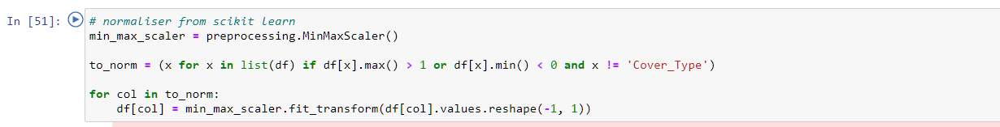 In [51]:
# normaliser from scikit learn
min_max_scaler = preprocessing.MinMaxScaler()
to_norm = (x for x in list(df) if df[x].max() > 1 or df[x].min() < 0 and x != 'Cover_Type')
for col in to_norm:
    df[col] = min_max_scaler.fit_transform(df[col].values.reshape(-1, 1))